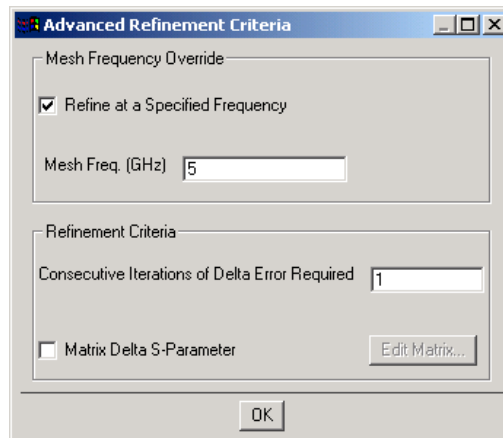 Advanced Refinement Criteria
Mesh Frequency Override
Refine at a Specified Frequency
Mesh Freq. (GHz) 5
Refinement Criteria
Consecutive Iterations of Delta Error Required 1
Matrix Delta S-Parameter Edit Matrix...
OK